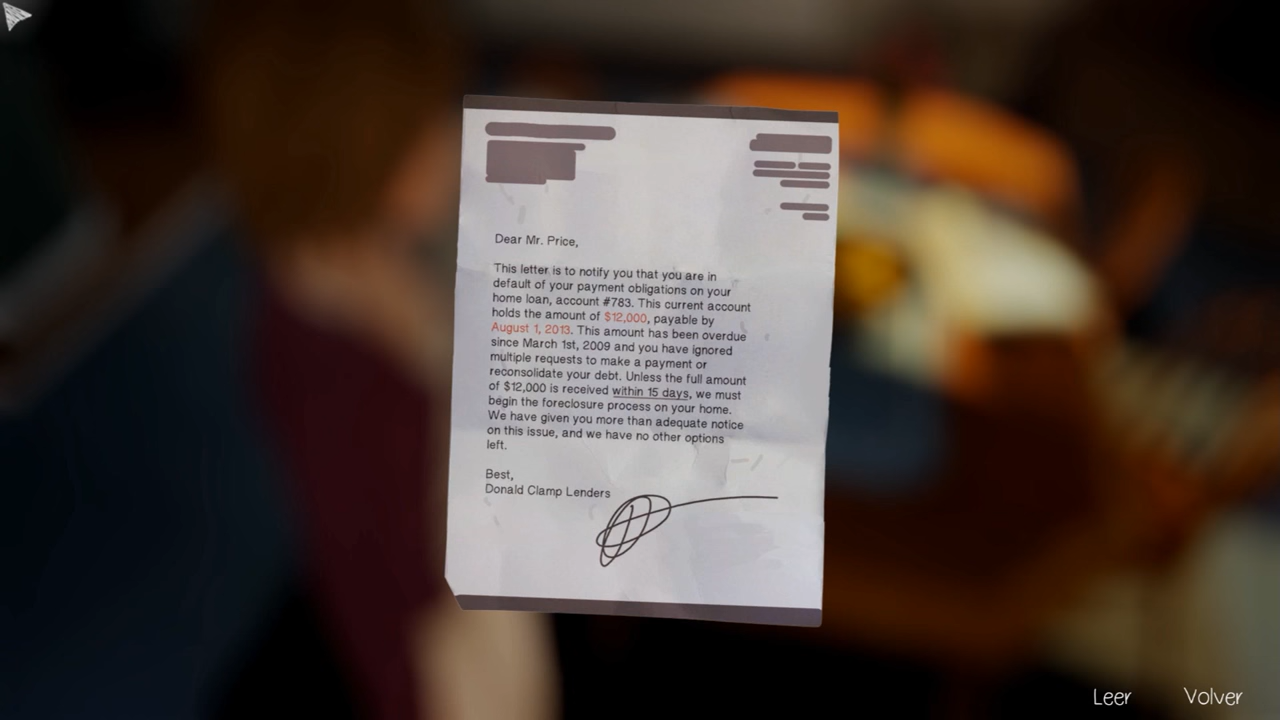 Dear Mr. Price,
This letter is to notify you that you are in
default of your payment obligations on your
home loan, account #783. This current account
holds the amount of $12,000, payable by
August 1, 2013. This amount has been overdue
since March 1st, 2009 and you have ignored
multiple requests to make a payment or
reconsolidate your debt. Unless the full amount
of $12,000 is received within 15 days, we must
begin the foreclosure process on your home.
We have given you more than adequate notice
on this issue, and we have no other options
left.
Best,
Donald Clamp Lenders
Leer
Volver